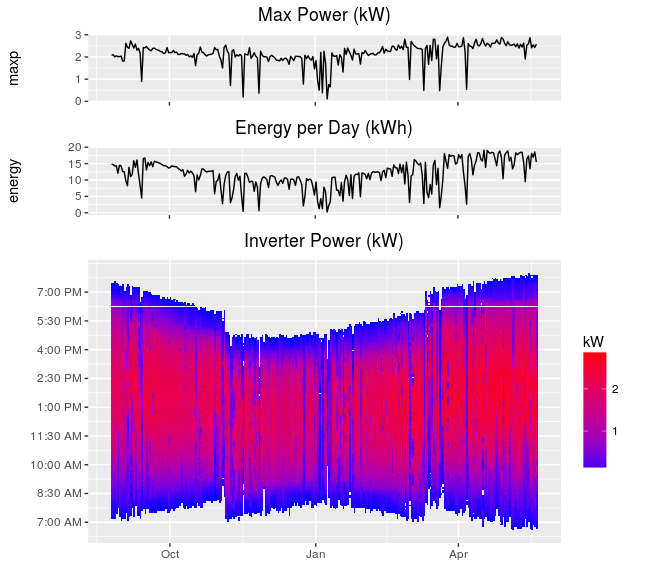 Max Power (kW)
maxp
3
2
1
0
Energy per Day (kWh)
energy
20
15
10
5
0
Inverter Power (kW)
7:00 PM
5:30 PM
4:00 PM
2:30 PM
1:00 PM
11:30 AM
10:00 AM
8:30 AM
7:00 AM
Oct Jan Apr
kW
2
1